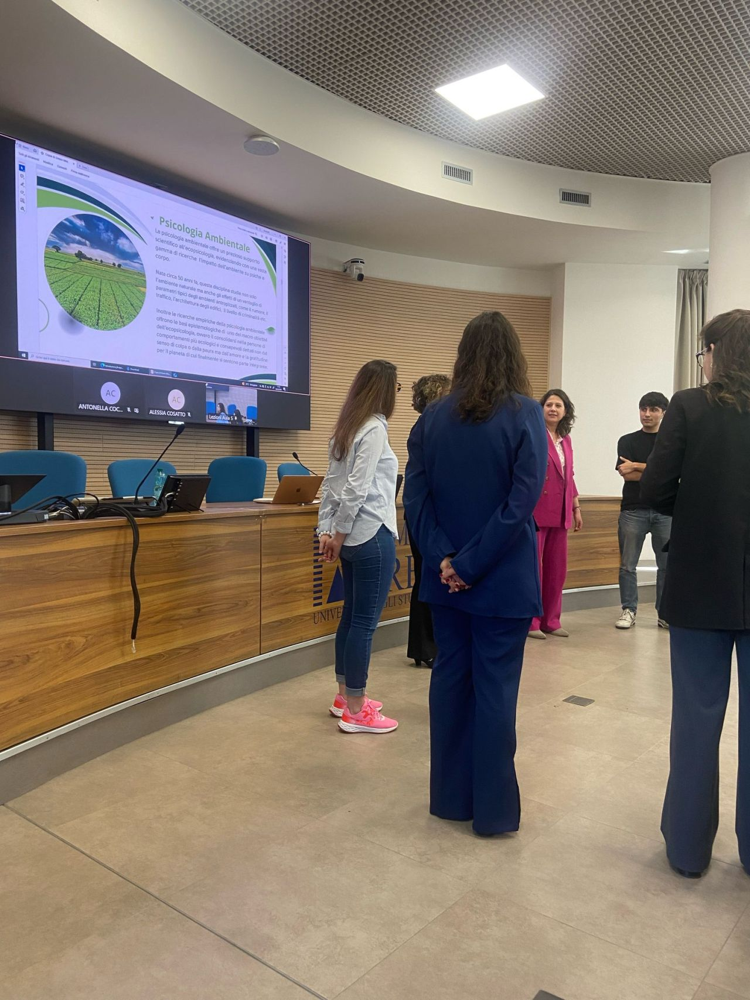 Psicologia Ambientale
La psicologia ambientale offre un prezioso supporto
scientifico all'ecopsicologia, evidenziando con una vasta
gamma di ricerche l'impatto dell'ambiente su psiche e
corpo.
Nata circa 50 anni fa, questa disciplina studia non solo
l'ambiente naturale ma anche gli effetti di un ventaglio di
parametri tipici degli ambienti antropizzati, come il rumore, il
traffico, l'architettura degli edifici, il livello di criminalità etc.
Inoltre le ricerche empiriche della psicologia ambientale
offrono le basi epistemologiche di uno dei macro obiettivi
dell'ecopsicologia, ovvero il consolidarsi nelle persone di
comportamenti più ecologici e consapevoli dettati non dal
senso di colpa o dalla paura ma dall'amore e la gratitudine
per il pianeta di cui finalmente si sentono parte integrante.
AC
AC
ANTONELLA COC...
ALESSIA COSATTO
Lezioni Aula 5